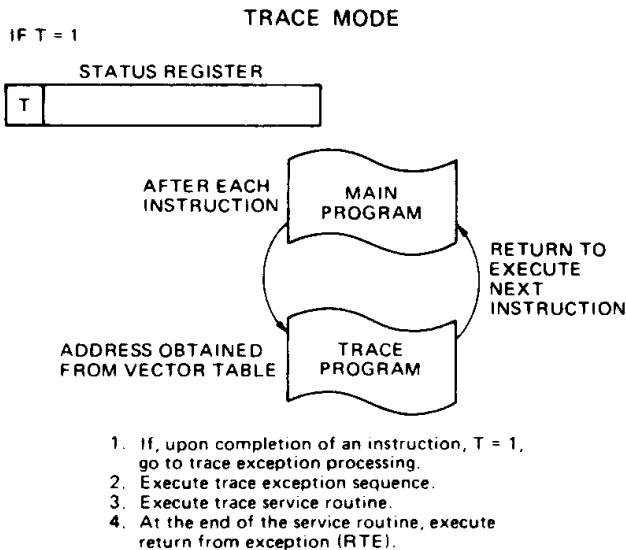 TRACE MODE
IF T = 1
STATUS REGISTER
T
AFTER EACH
INSTRUCTION
MAIN
PROGRAM
RETURN TO
EXECUTE
NEXT
INSTRUCTION
ADDRESS OBTAINED
FROM VECTOR TABLE
TRACE
PROGRAM
1. If, upon completion of an instruction, T = 1,
go to trace exception processing.
2. Execute trace exception sequence.
3. Execute trace service routine.
4. At the end of the service routine, execute
return from exception (RTE).